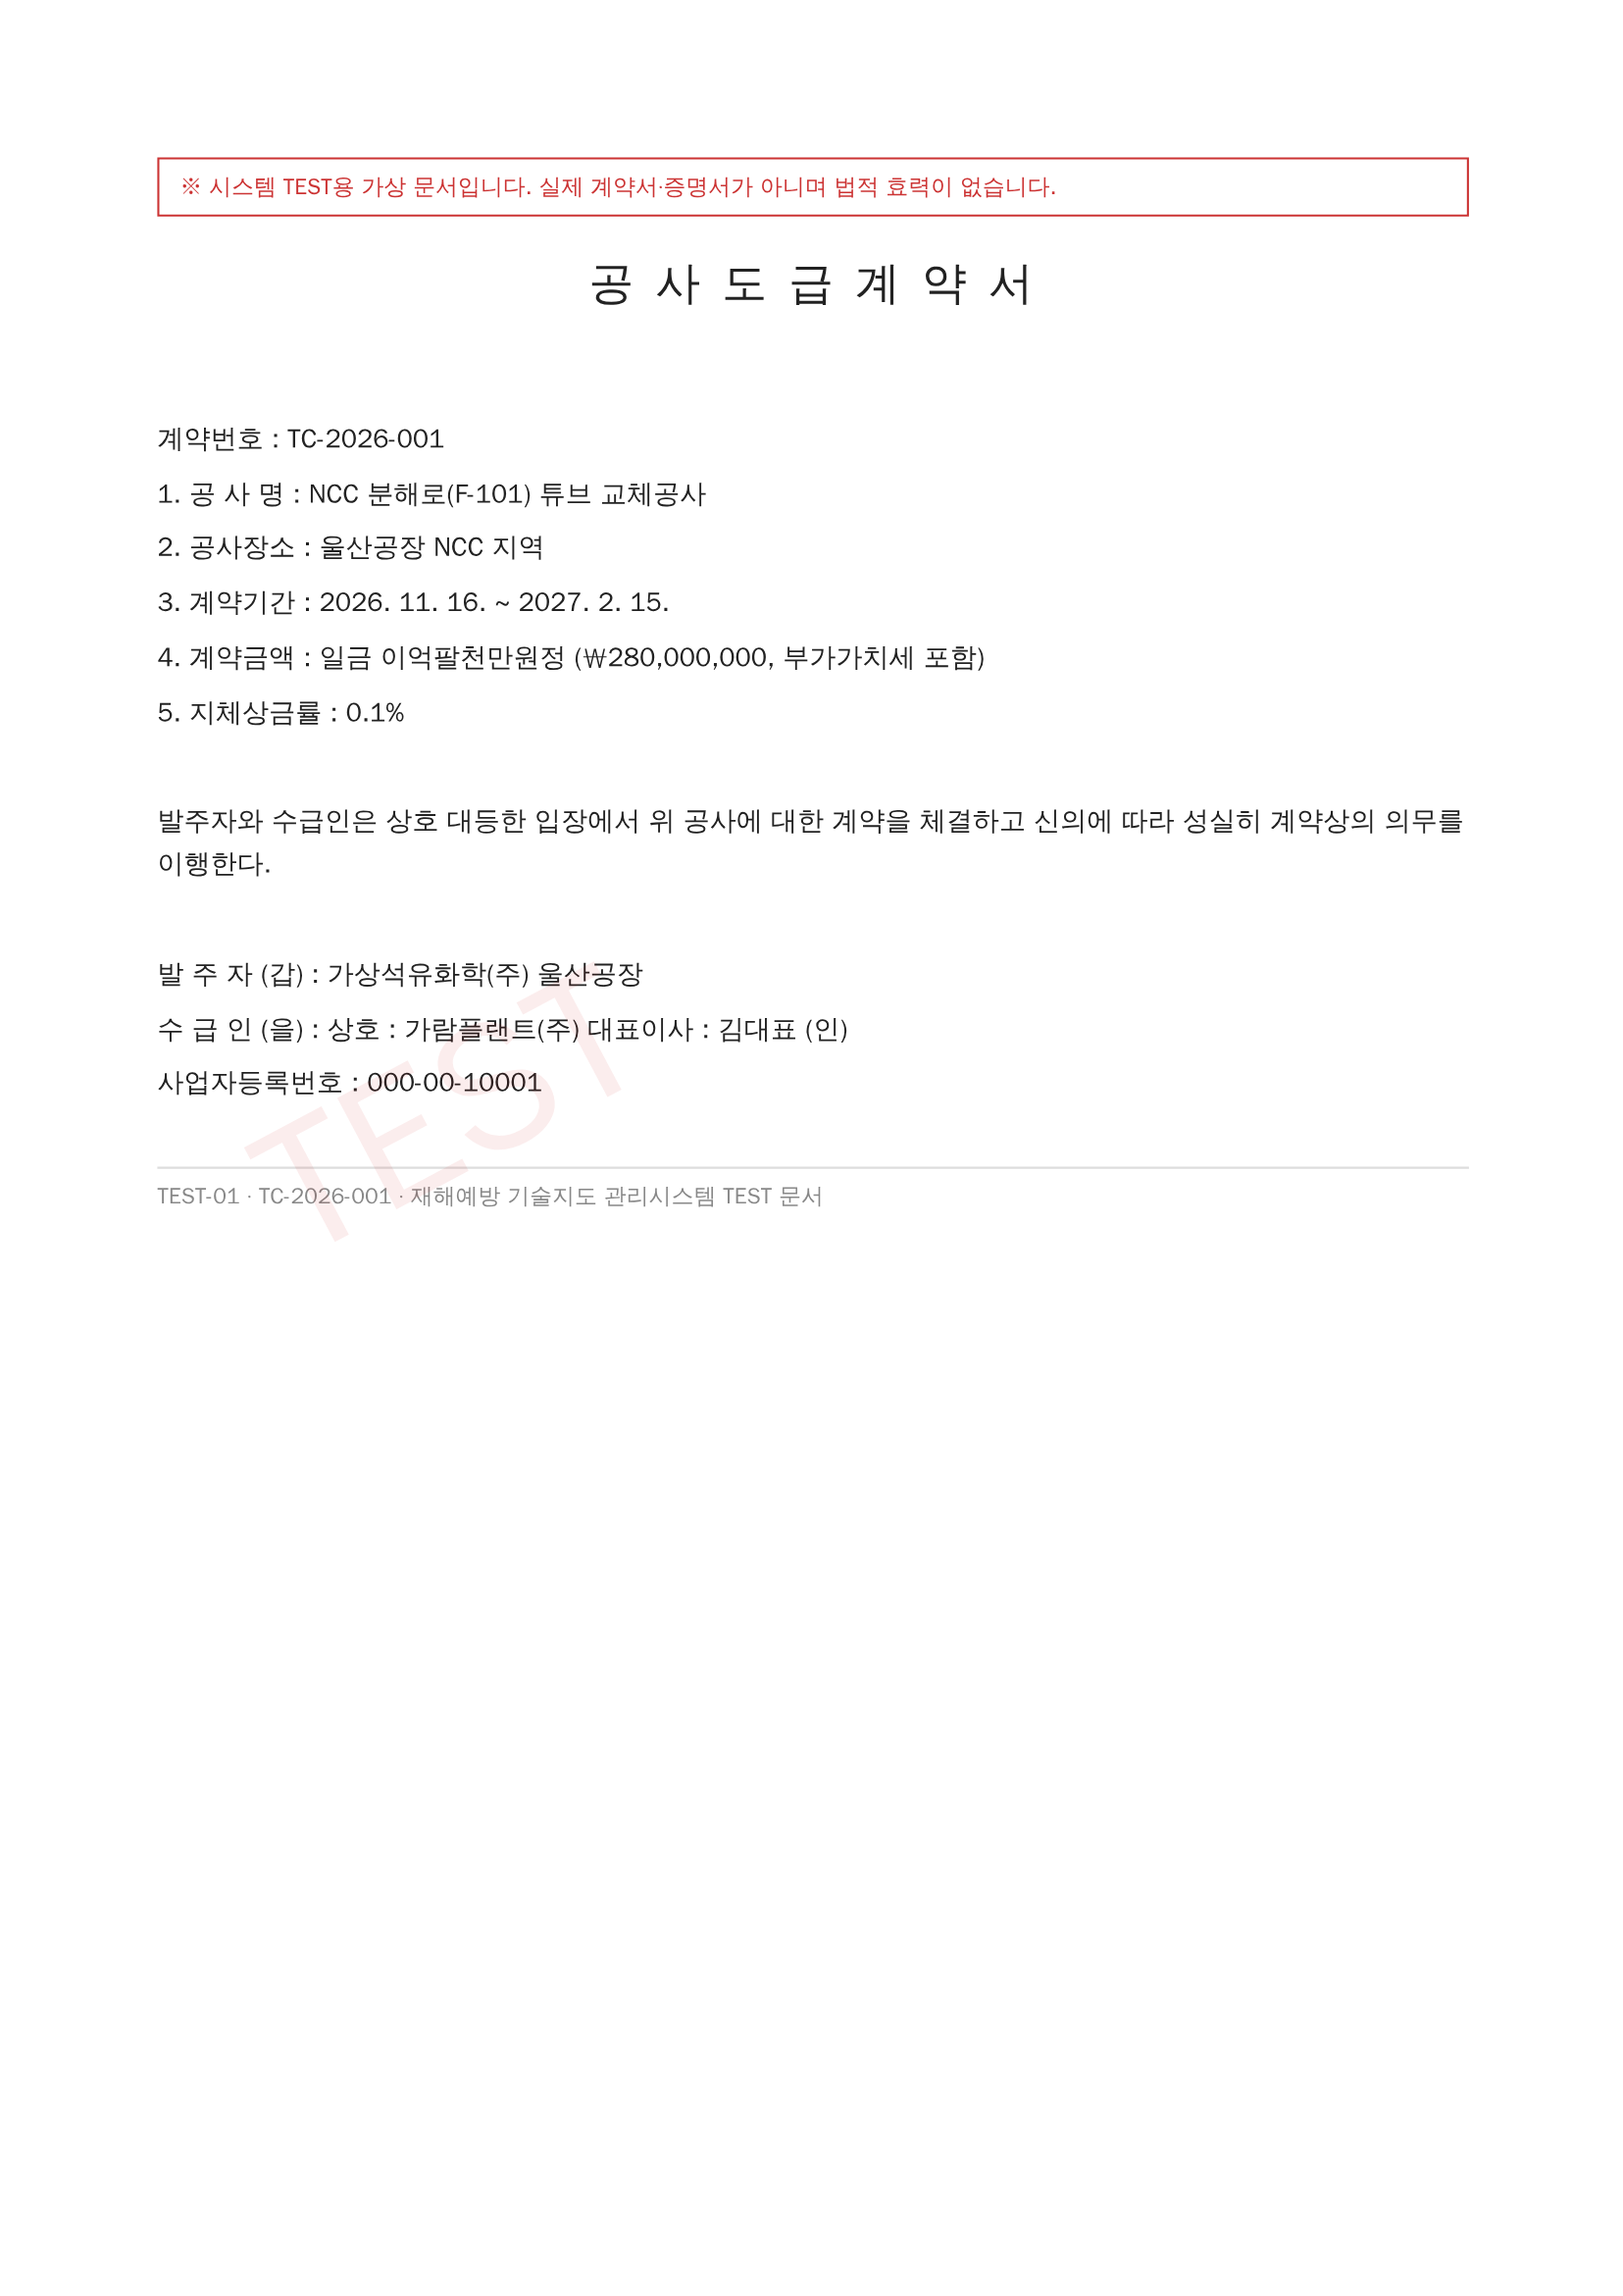 ※ 시스템 TEST용 가상 문서입니다. 실제 계약서·증명서가 아니며 법적 효력이 없습니다.
공 사 도 급 계 약 서
계약번호 : TC-2026-001
1. 공 사 명 : NCC 분해로(F-101) 튜브 교체공사
2. 공사장소 : 울산공장 NCC 지역
3. 계약기간 : 2026. 11. 16. ~ 2027. 2. 15.
4. 계약금액 : 일금 이억팔천만원정 (₩280,000,000, 부가가치세 포함)
5. 지체상금률 : 0.1%
발주자와 수급인은 상호 대등한 입장에서 위 공사에 대한 계약을 체결하고 신의에 따라 성실히 계약상의 의무를
이행한다.
발 주 자 (갑) : 가상석유화학(주) 울산공장
수 급 인 (을) : 상호 : 가람플랜트(주) 대표이사 : 김대표 (인)
사업자등록번호 : 000-00-10001
TEST
TEST-01 · TC-2026-001 · 재해예방 기술지도 관리시스템 TEST 문서